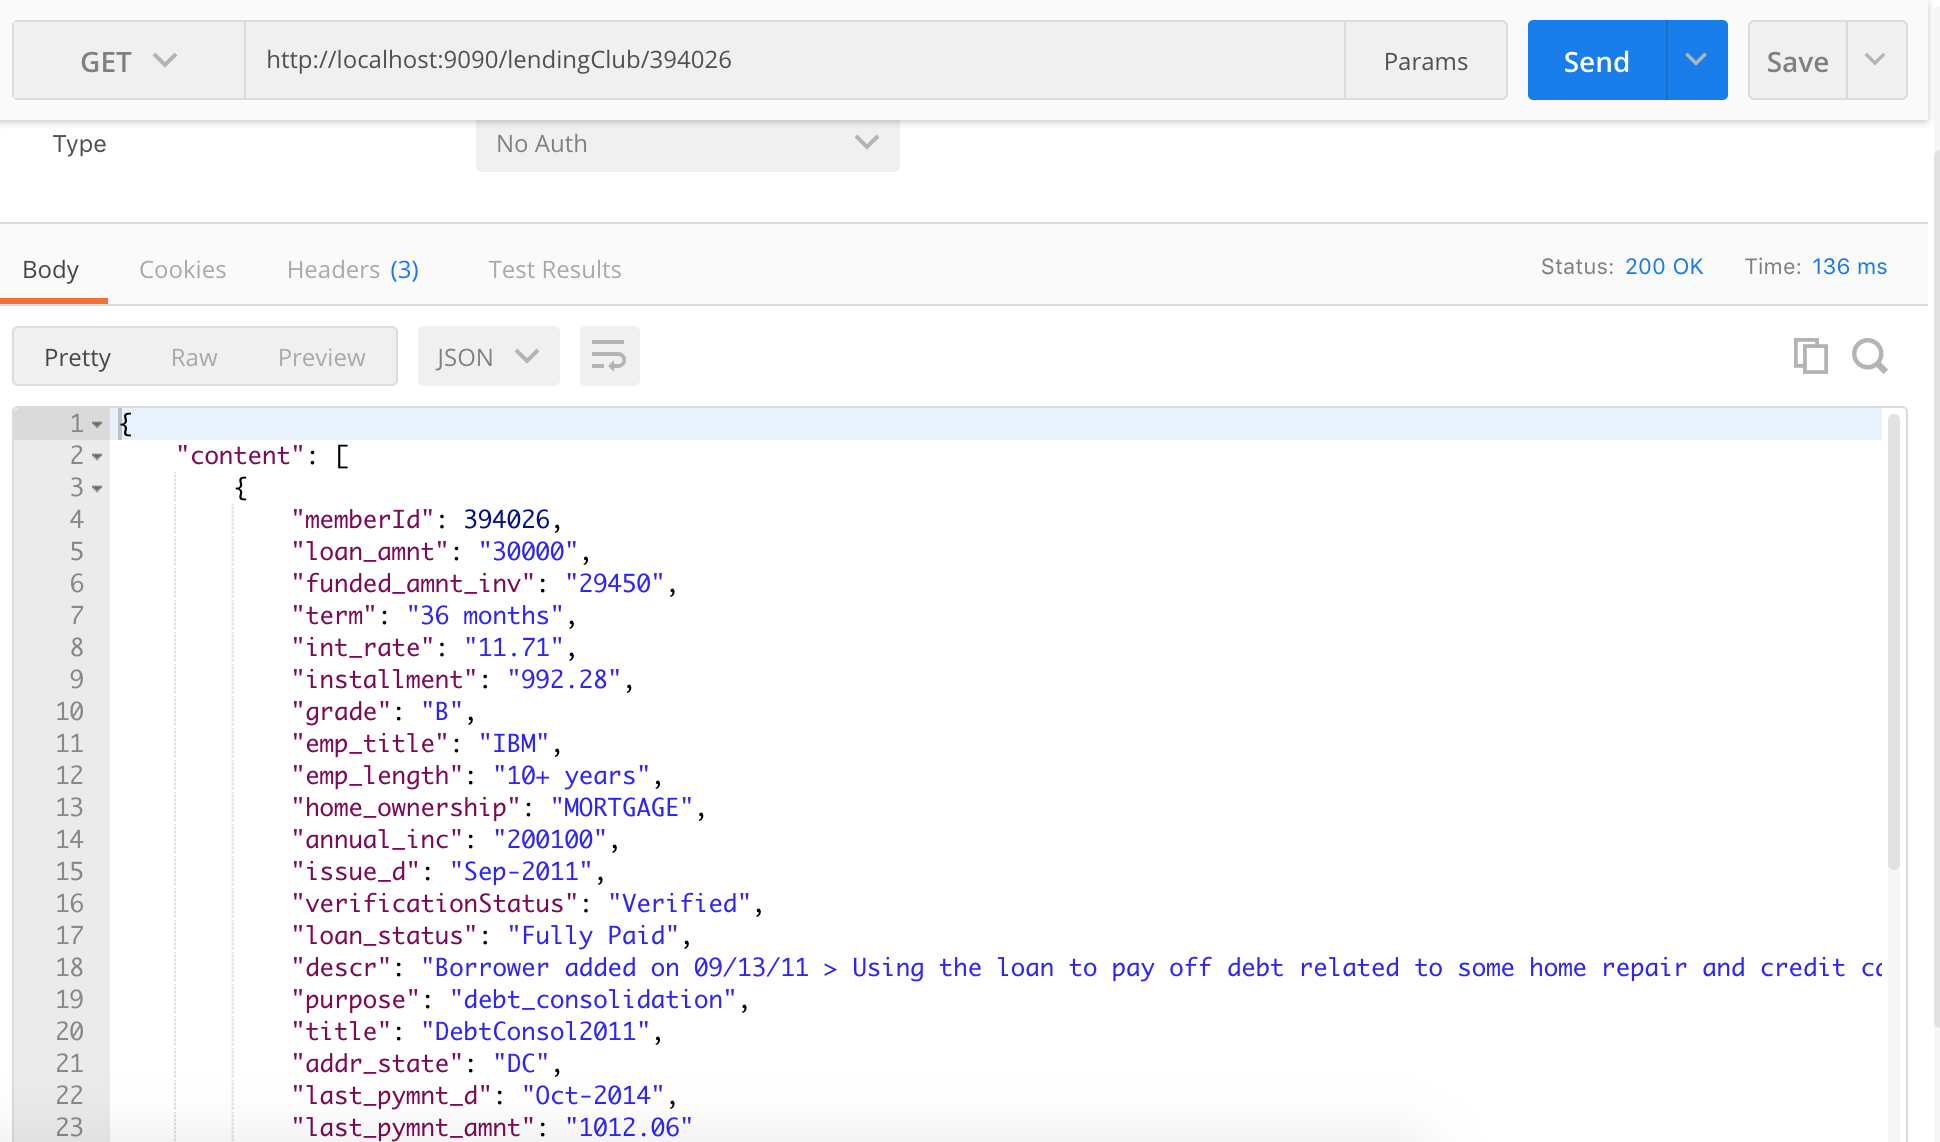 GET http://localhost:9090/lendingClub/394026 Params Send Save
Type No Auth
Body Cookies Headers (3) Test Results Status: 200 OK Time: 136 ms
Pretty Raw Preview JSON
1 {
2 "content": [
3 {
4 "memberId": 394026,
5 "loan_amnt": "30000",
6 "funded_amnt_inv": "29450",
7 "term": "36 months",
8 "int_rate": "11.71",
9 "installment": "992.28",
10 "grade": "B",
11 "emp_title": "IBM",
12 "emp_length": "10+ years",
13 "home_ownership": "MORTGAGE",
14 "annual_inc": "200100",
15 "issue_d": "Sep-2011",
16 "verificationStatus": "Verified",
17 "loan_status": "Fully Paid",
18 "descr": "Borrower added on 09/13/11 > Using the loan to pay off debt related to some home repair and credit
19 "purpose": "debt_consolidation",
20 "title": "DebtConsol2011",
21 "addr_state": "DC",
22 "last_pymnt_d": "Oct-2014",
23 "last_pymnt_amnt": "1012.06"